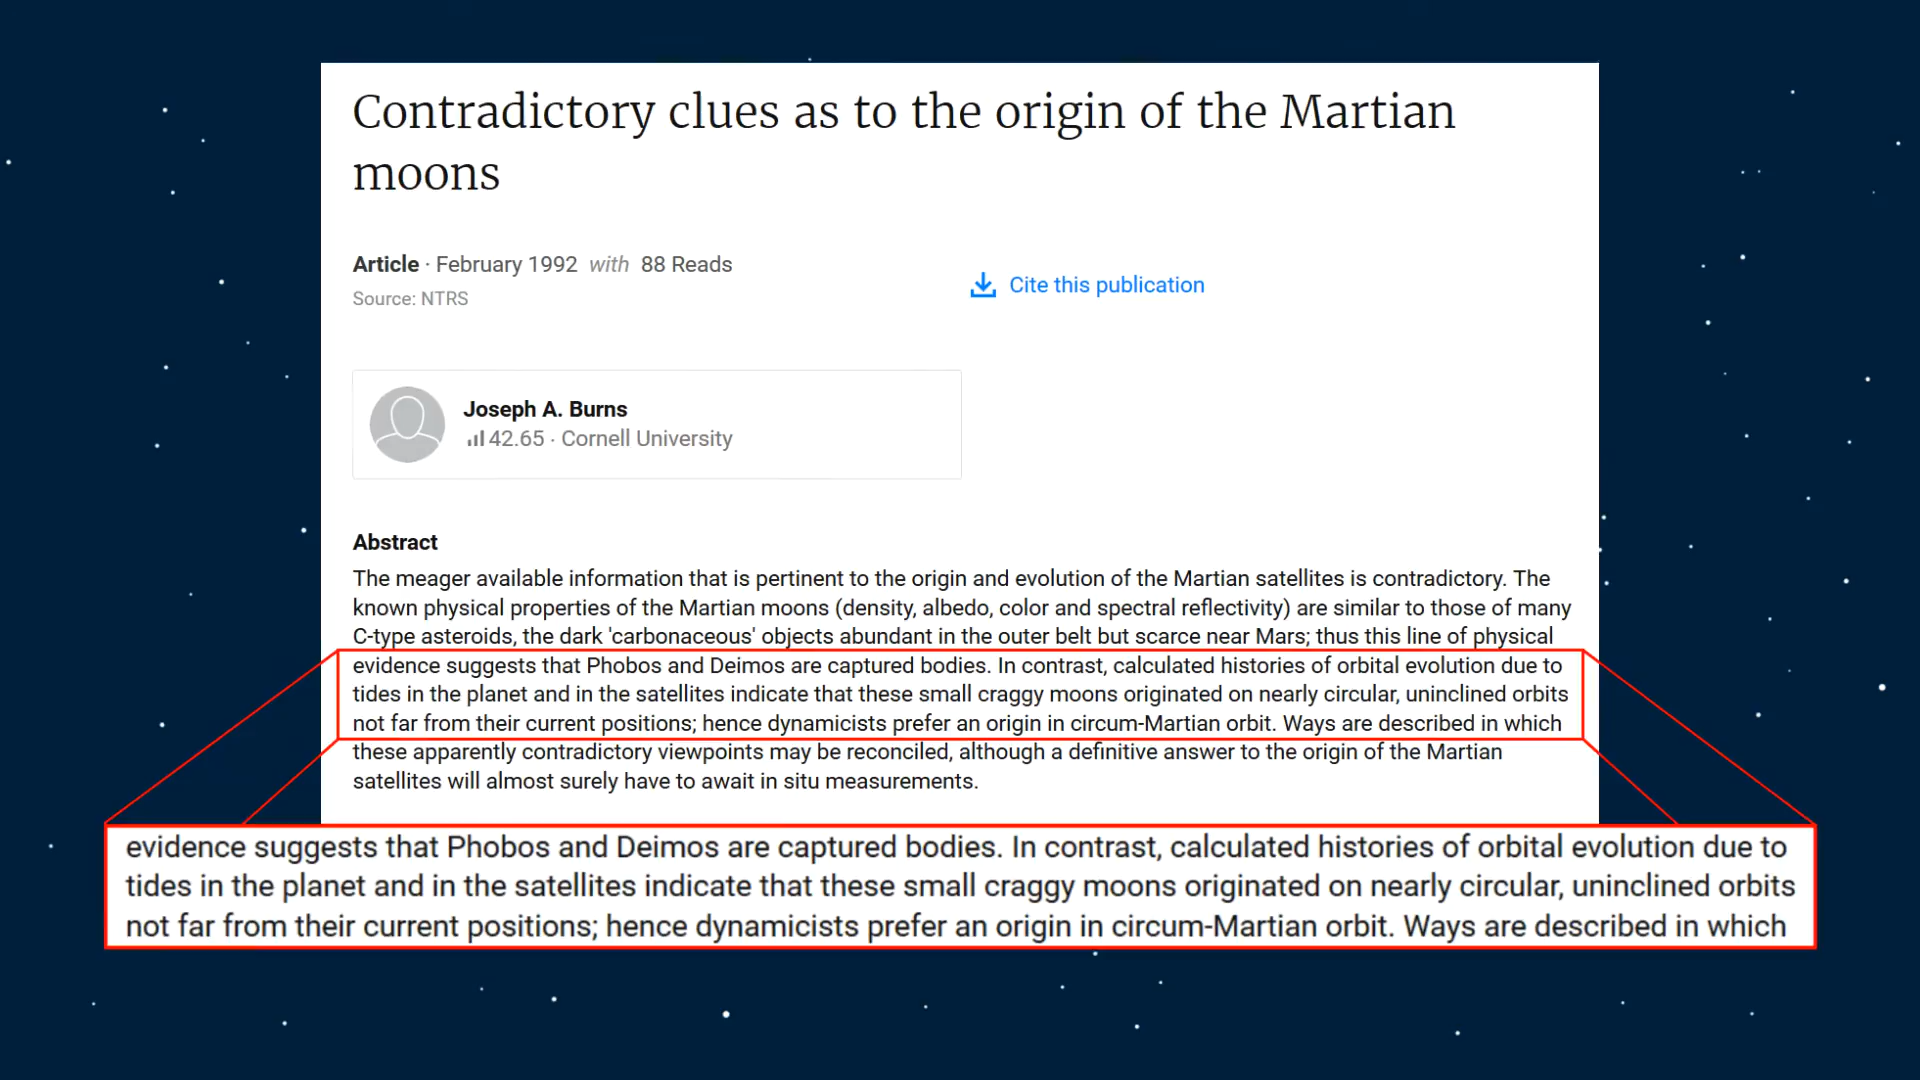 Contradictory clues as to the origin of the Martian
moons
Article · February 1992 with 88 Reads
Source: NTRS
Cite this publication
Joseph A. Burns
42.65 · Cornell University
Abstract
The meager available information that is pertinent to the origin and evolution of the Martian satellites is contradictory. The
known physical properties of the Martian moons (density, albedo, color and spectral reflectivity) are similar to those of many
C-type asteroids, the dark 'carbonaceous' objects abundant in the outer belt but scarce near Mars; thus this line of physical
evidence suggests that Phobos and Deimos are captured bodies. In contrast, calculated histories of orbital evolution due to
tides in the planet and in the satellites indicate that these small craggy moons originated on nearly circular, uninclined orbits
not far from their current positions; hence dynamicists prefer an origin in circum-Martian orbit. Ways are described in which
these apparently contradictory viewpoints may be reconciled, although a definitive answer to the origin of the Martian
satellites will almost surely have to await in situ measurements.
evidence suggests that Phobos and Deimos are captured bodies. In contrast, calculated histories of orbital evolution due to
tides in the planet and in the satellites indicate that these small craggy moons originated on nearly circular, uninclined orbits
not far from their current positions; hence dynamicists prefer an origin in circum-Martian orbit. Ways are described in which